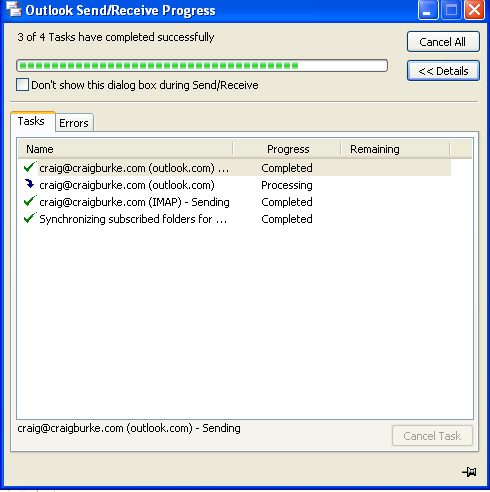 Outlook Send/Receive Progress
3 of 4 Tasks have completed successfully
Cancel All
<< Details
Don't show this dialog box during Send/Receive
Tasks Errors
Name Progress Remaining
craig@craigburke.com (outlook.com) ... Completed
craig@craigburke.com (outlook.com) Processing
craig@craigburke.com (IMAP) - Sending Completed
Synchronizing subscribed folders for ... Completed
craig@craigburke.com (outlook.com) - Sending
Cancel Task